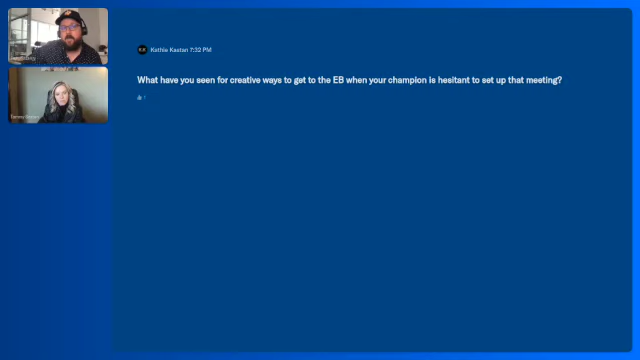 Kathia Kastan 7:32 PM
What have you seen for creative ways to get to the EB when your champion is hesitant to set up that meeting?